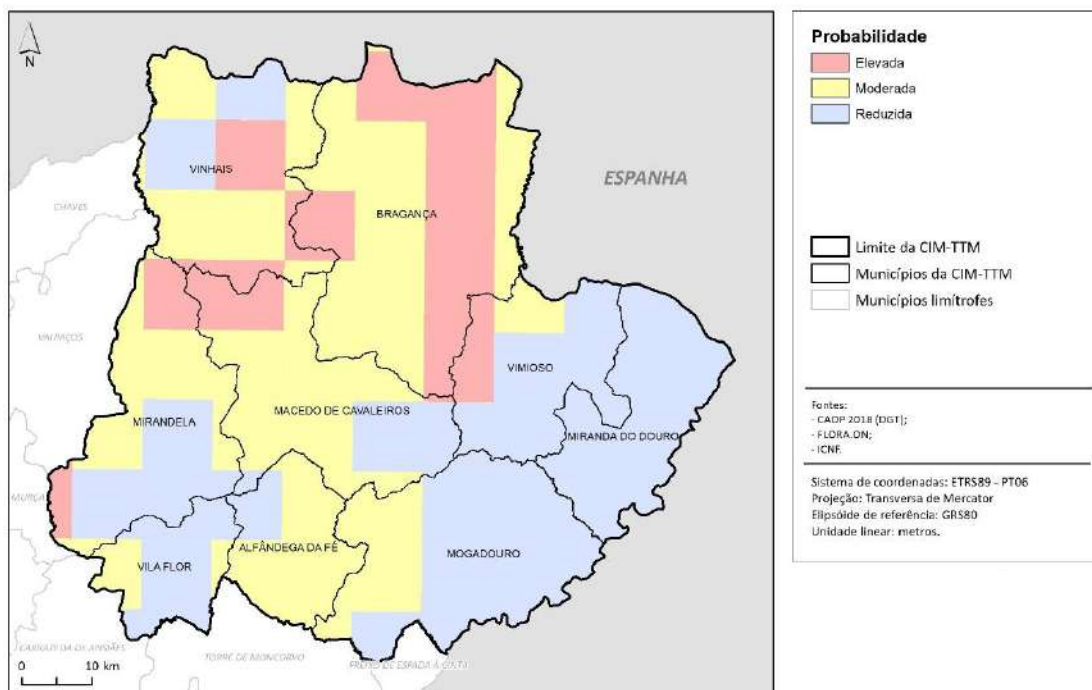 N
VINHAIS
CHAVES
BRAGANÇA
ESPANHA
VALPAÇOS
VIMIOSO
MACEDO DE CAVALEIROS
MIRANDELA
MIRANDA DO DOURO
MURÇA
ALFÂNDEGA DA FÉ
MOGADOURO
VILA FLOR
CARRAZEDA DE ANSIÃES
TORRE DE MONCORVO
FREIXO DE ESPADA À CINTA
0 10 km
Probabilidade
Elevada
Moderada
Reduzida
Limite da CIM-TTM
Municípios da CIM-TTM
Municípios limítrofes
Fontes:
- CAOP 2018 (DGT);
- FLORA.ON;
- ICNF.
Sistema de coordenadas: ETRS89 - PT06
Projeção: Transversa de Mercator
Elipsóide de referência: GRS80
Unidade linear: metros.